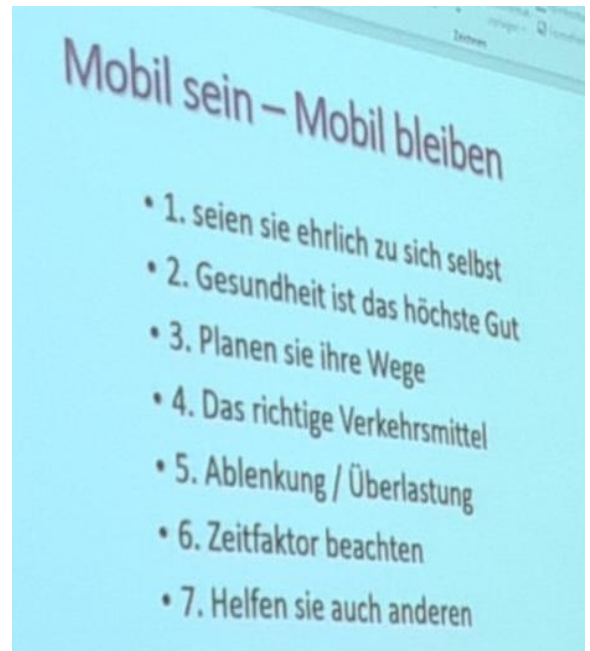 Zeichnen
Mobil sein – Mobil bleiben
• 1. seien sie ehrlich zu sich selbst
• 2. Gesundheit ist das höchste Gut
• 3. Planen sie ihre Wege
• 4. Das richtige Verkehrsmittel
• 5. Ablenkung / Überlastung
• 6. Zeitfaktor beachten
• 7. Helfen sie auch anderen